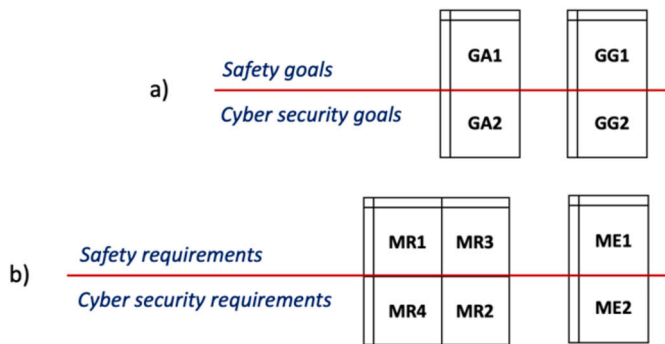 GA1 GG1
Safety goals
a)
Cyber security goals
GA2 GG2
MR1 MR3 ME1
Safety requirements
b)
Cyber security requirements
MR4 MR2 ME2